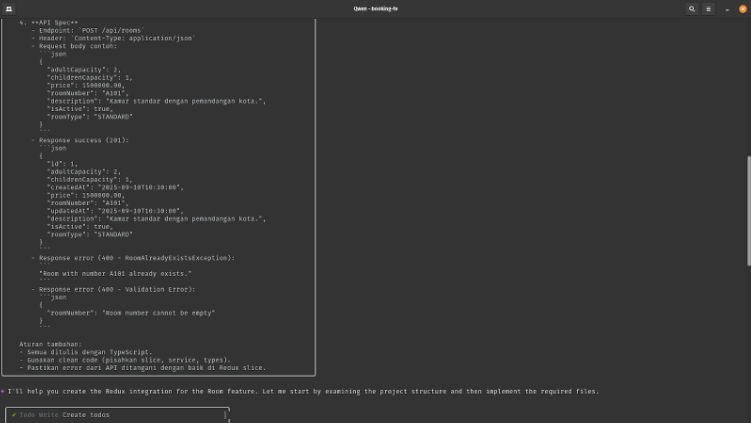 Qwen - booking-fe
4. **API Spec**
- Endpoint: `POST /api/rooms`
- Header: `Content-Type: application/json`
- Request body contoh:
```json
{
"adultCapacity": 2,
"childrenCapacity": 1,
"price": 1500000.00,
"roomNumber": "A101",
"description": "Kamar standar dengan pemandangan kota.",
"isActive": true,
"roomType": "STANDARD"
}
```
- Response success (201):
```json
{
"id": 1,
"adultCapacity": 2,
"childrenCapacity": 1,
"createdAt": "2025-09-10T10:30:00",
"price": 1500000.00,
"roomNumber": "A101",
"updatedAt": "2025-09-10T10:30:00",
"description": "Kamar standar dengan pemandangan kota.",
"isActive": true,
"roomType": "STANDARD"
}
```
- Response error (400 - RoomAlreadyExistsException):
```
"Room with number A101 already exists."
```
- Response error (400 - Validation Error):
```json
{
"roomNumber": "Room number cannot be empty"
}
```
Aturan tambahan:
- Semua ditulis dengan TypeScript.
- Gunakan clean code (pisahkan slice, service, types).
- Pastikan error dari API ditangani dengan baik di Redux slice.
✦ I'll help you create the Redux integration for the Room feature. Let me start by examining the project structure and then implement the required files.
✔ Todo Write Create todos